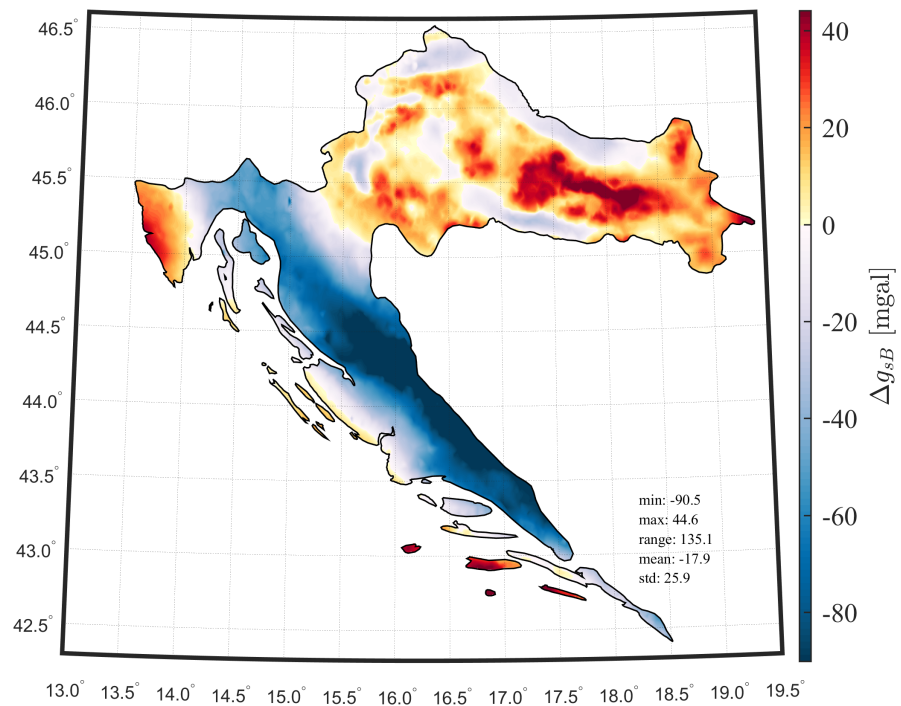 46.5°
46.0°
45.5°
45.0°
44.5°
44.0°
43.5°
43.0°
42.5°
13.0° 13.5° 14.0° 14.5° 15.0° 15.5° 16.0° 16.5° 17.0° 17.5° 18.0° 18.5° 19.0° 19.5°
min: -90.5
max: 44.6
range: 135.1
mean: -17.9
std: 25.9
40
20
0
-20
-40
-60
-80
Δg_sB [mgal]